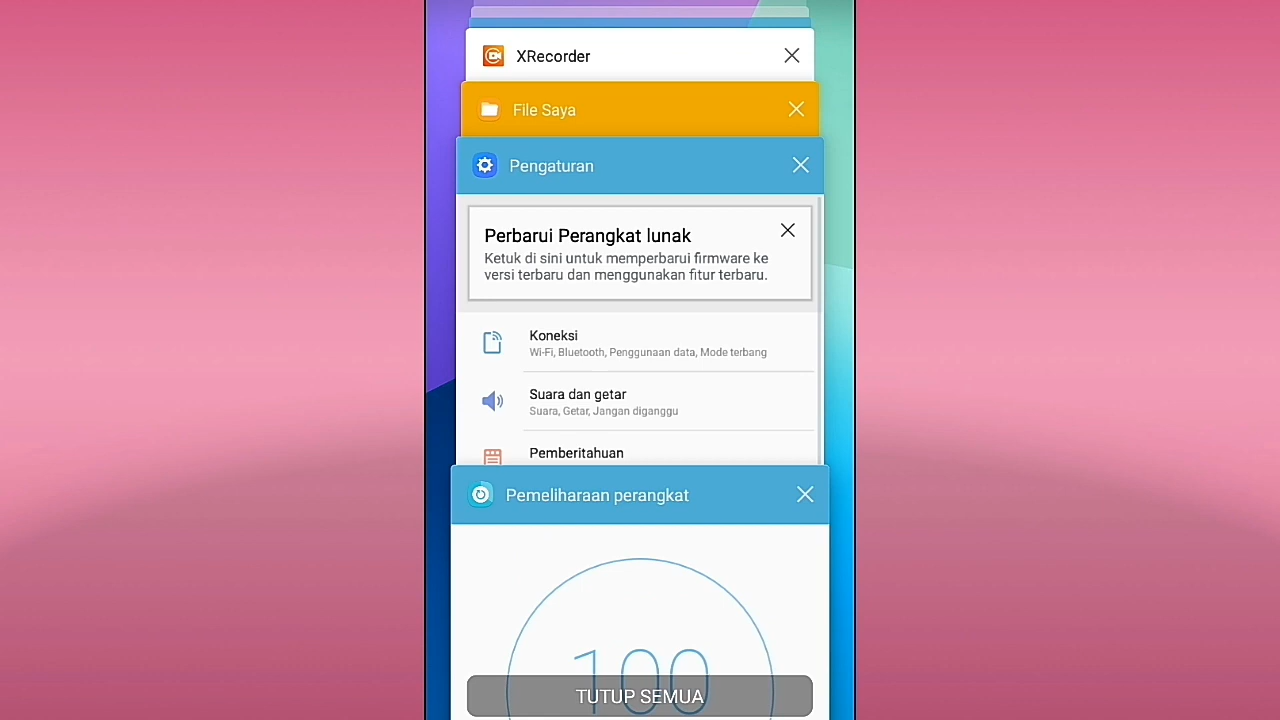 XRecorder
File Saya
Pengaturan
Perbarui Perangkat lunak
Ketuk di sini untuk memperbarui firmware ke
versi terbaru dan menggunakan fitur terbaru.
Koneksi
Wi-Fi, Bluetooth, Penggunaan data, Mode terbang
Suara dan getar
Suara, Getar, Jangan diganggu
Pemberitahuan
Pemeliharaan perangkat
100
TUTUP SEMUA